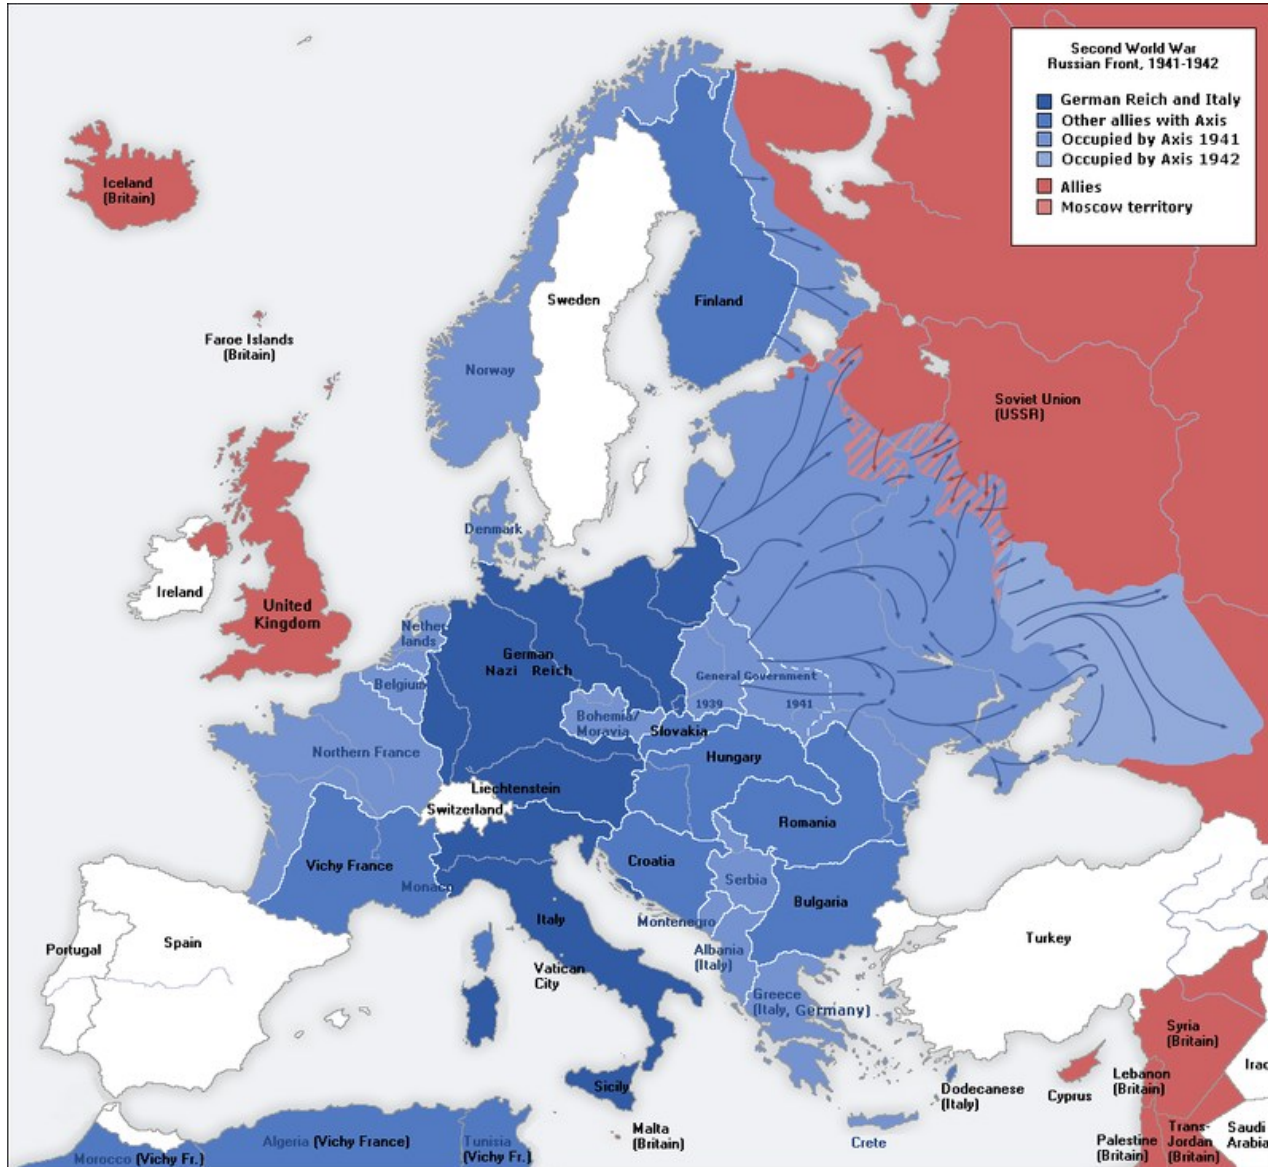 Second World War
Russian Front, 1941-1942
German Reich and Italy
Other allies with Axis
Occupied by Axis 1941
Occupied by Axis 1942
Allies
Moscow territory
Iceland
(Britain)
Faroe Islands
(Britain)
Sweden
Finland
Norway
Soviet Union
(USSR)
Denmark
Ireland
United
Kingdom
Nether
lands
Belgium
German
Nazi Reich
General Government
1939
1941
Bohemia/
Moravia
Slovakia
Northern France
Hungary
Liechtenstein
Switzerland
Romania
Vichy France
Croatia
Monaco
Serbia
Bulgaria
Italy
Montenegro
Portugal
Spain
Turkey
Albania
(Italy)
Vatican
City
Greece
(Italy, Germany)
Syria
(Britain)
Iraq
Sicily
Dodecanese
(Italy)
Cyprus
Lebanon
(Britain)
Malta
(Britain)
Crete
Palestine
(Britain)
Trans-
Jordan
(Britain)
Saudi
Arabia
Algeria (Vichy France)
Tunisia
(Vichy Fr.)
Morocco (Vichy Fr.)